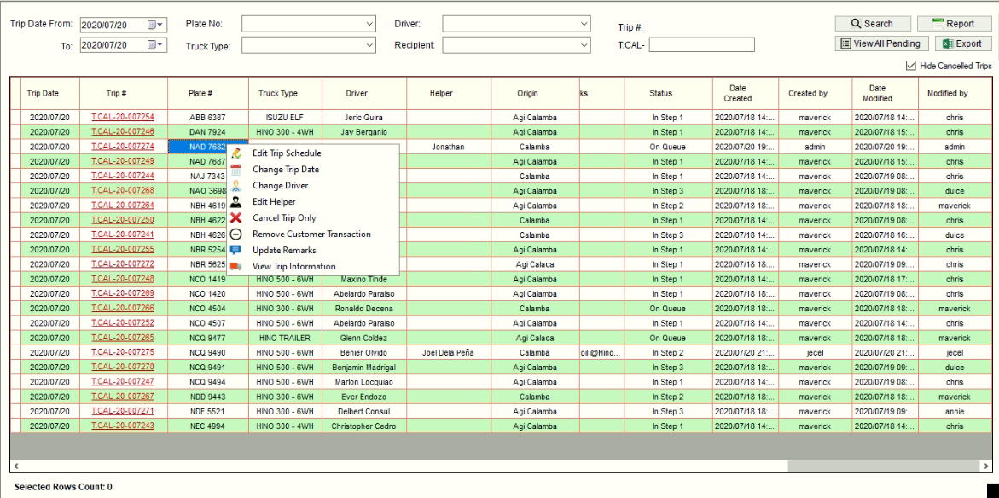 Trip Date From: 2020/07/20 Plate No: Driver: Trip #: Search Report
To: 2020/07/20 Truck Type: Recipient: T.CAL- View All Pending Export
Hide Cancelled Trips
Trip Date Trip # Plate # Truck Type Driver Helper Origin ks Status Date Created Created by Date Modified Modified by
2020/07/20 T.CAL-20-007254 ABB 6387 ISUZU ELF Jeric Guira Agi Calamba In Step 1 2020/07/18 14:... maverick 2020/07/18 14:... chris
2020/07/20 T.CAL-20-007246 DAN 7924 HINO 300 - 4WH Jay Berganio Agi Calamba In Step 1 2020/07/18 14:... maverick 2020/07/18 15:... chris
2020/07/20 T.CAL-20-007274 NAD 7682 Jonathan Calamba On Queue 2020/07/20 19:... admin 2020/07/20 19:... admin
Edit Trip Schedule
2020/07/20 T.CAL-20-007249 NAD 7687 Agi Calamba In Step 1 2020/07/18 14:... maverick 2020/07/18 15:... chris
Change Trip Date
2020/07/20 T.CAL-20-007244 NAJ 7343 Calamba In Step 1 2020/07/18 14:... maverick 2020/07/19 08:... chris
Change Driver
2020/07/20 T.CAL-20-007268 NAO 3698 Agi Calamba In Step 3 2020/07/18 18:... maverick 2020/07/19 08:... dulce
Edit Helper
2020/07/20 T.CAL-20-007264 NBH 4619 Agi Calamba In Step 2 2020/07/18 18:... maverick 2020/07/18 18:... maverick
Cancel Trip Only
2020/07/20 T.CAL-20-007250 NBH 4622 Calamba In Step 1 2020/07/18 14:... maverick 2020/07/19 08:... chris
Remove Customer Transaction
2020/07/20 T.CAL-20-007241 NBH 4626 Calamba In Step 3 2020/07/18 14:... maverick 2020/07/18 16:... dulce
Update Remarks
2020/07/20 T.CAL-20-007255 NBR 5254 Agi Calamba In Step 1 2020/07/18 14:... maverick 2020/07/18 14:... chris
View Trip Information
2020/07/20 T.CAL-20-007272 NBR 5625 Agi Calaca In Step 1 2020/07/18 18:... maverick 2020/07/19 09:... chris
2020/07/20 T.CAL-20-007248 NCO 1419 HINO 500 - 6WH Maxino Tinde Agi Calamba In Step 1 2020/07/18 14:... maverick 2020/07/18 17:... chris
2020/07/20 T.CAL-20-007269 NCO 1420 HINO 500 - 6WH Abelardo Paraiso Agi Calamba In Step 1 2020/07/18 18:... maverick 2020/07/19 08:... chris
2020/07/20 T.CAL-20-007266 NCO 4504 HINO 300 - 6WH Ronaldo Decena Calamba On Queue 2020/07/18 18:... maverick 2020/07/18 18:... maverick
2020/07/20 T.CAL-20-007252 NCO 4507 HINO 500 - 6WH Abelardo Paraiso Agi Calamba In Step 1 2020/07/18 14:... maverick 2020/07/18 14:... chris
2020/07/20 T.CAL-20-007265 NCQ 9477 HINO TRAILER Glenn Coldez Agi Calaca On Queue 2020/07/18 18:... maverick 2020/07/18 18:... maverick
2020/07/20 T.CAL-20-007275 NCQ 9490 HINO 500 - 6WH Benier Olvido Joel Dela Peña Calamba oil @Hino... In Step 2 2020/07/20 21:... jecel 2020/07/20 21:... jecel
2020/07/20 T.CAL-20-007270 NCQ 9491 HINO 500 - 6WH Benjamin Madrigal Agi Calamba In Step 3 2020/07/18 18:... maverick 2020/07/19 09:... dulce
2020/07/20 T.CAL-20-007247 NCQ 9494 HINO 500 - 6WH Marlon Locquiao Agi Calamba In Step 1 2020/07/18 14:... maverick 2020/07/19 08:... chris
2020/07/20 T.CAL-20-007267 NDD 9443 HINO 300 - 6WH Ever Endozo Calamba In Step 2 2020/07/18 18:... maverick 2020/07/18 18:... maverick
2020/07/20 T.CAL-20-007271 NDE 5521 HINO 300 - 6WH Delbert Consul Agi Calamba In Step 3 2020/07/18 18:... maverick 2020/07/19 09:... annie
2020/07/20 T.CAL-20-007243 NEC 4994 HINO 300 - 4WH Christopher Cedro Agi Calamba In Step 1 2020/07/18 14:... maverick 2020/07/18 14:... chris
Selected Rows Count: 0